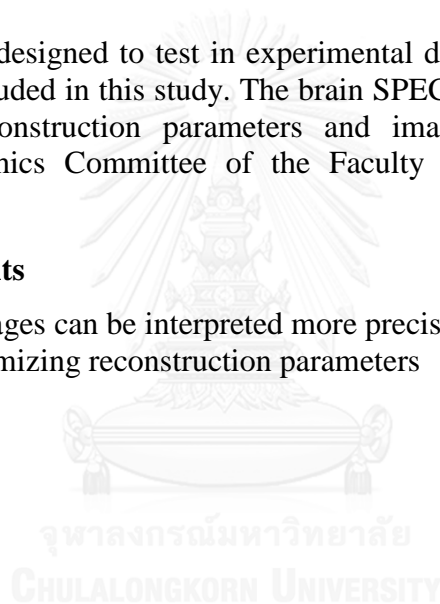 designed to test in experimental d
uded in this study. The brain SPEC
onstruction parameters and ima
ics Committee of the Faculty
ts
ages can be interpreted more precis
mizing reconstruction parameters
จุฬาลงกรณ์มหาวิทยาลัย
CHULALONGKORN UNIVERSITY